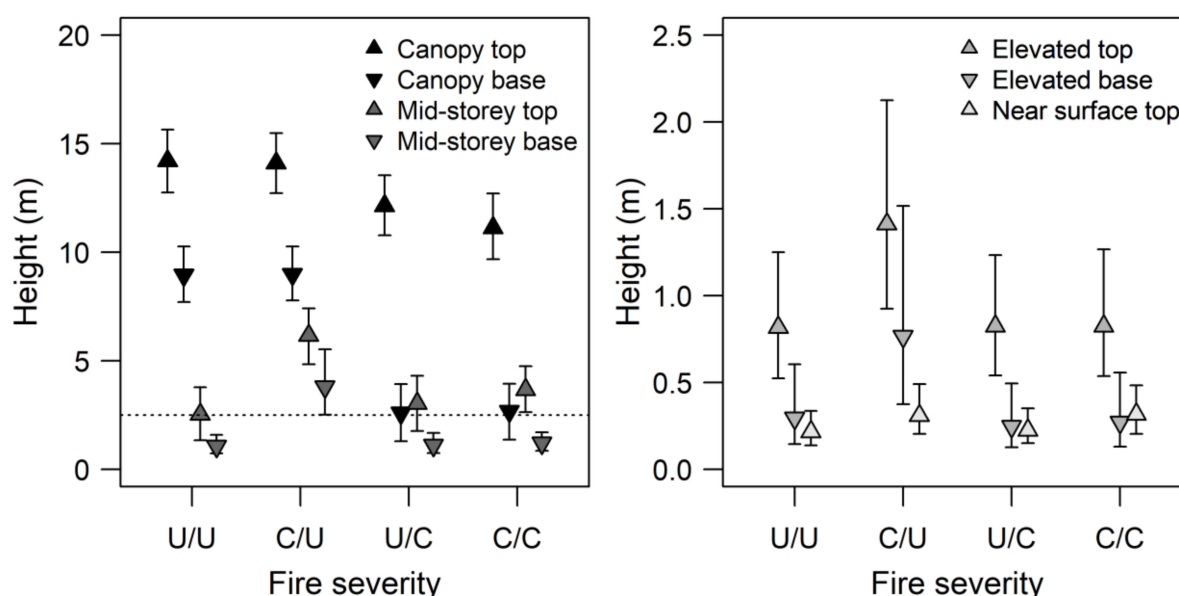 20
15
10
5
0
Height (m)
Canopy top
Canopy base
Mid-storey top
Mid-storey base
U/U
C/U
U/C
C/C
Fire severity
2.5
2.0
1.5
1.0
0.5
0.0
Height (m)
Elevated top
Elevated base
Near surface top
U/U
C/U
U/C
C/C
Fire severity